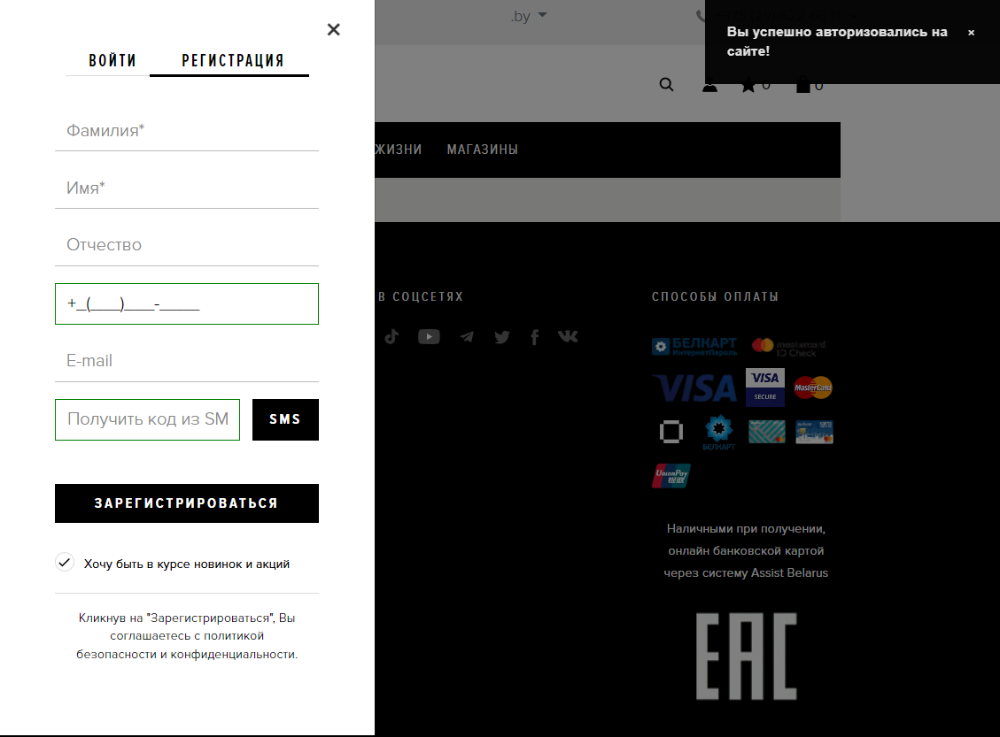 ВОЙТИ РЕГИСТРАЦИЯ
Фамилия*
Имя*
Отчество
+_(___)___-____
E-mail
Получить код из SM SMS
ЗАРЕГИСТРИРОВАТЬСЯ
Хочу быть в курсе новинок и акций
Кликнув на "Зарегистрироваться", Вы
соглашаетесь с политикой
безопасности и конфиденциальности.
.by
Вы успешно авторизовались на
сайте!
0 0
ЖИЗНИ МАГАЗИНЫ
В СОЦСЕТЯХ
СПОСОБЫ ОПЛАТЫ
БЕЛКАРТ
ИнтернетПароль
mastercard
ID Check
VISA
VISA
SECURE
MasterCard
БЕЛКАРТ
UnionPay
银联
Наличными при получении,
онлайн банковской картой
через систему Assist Belarus
EAC